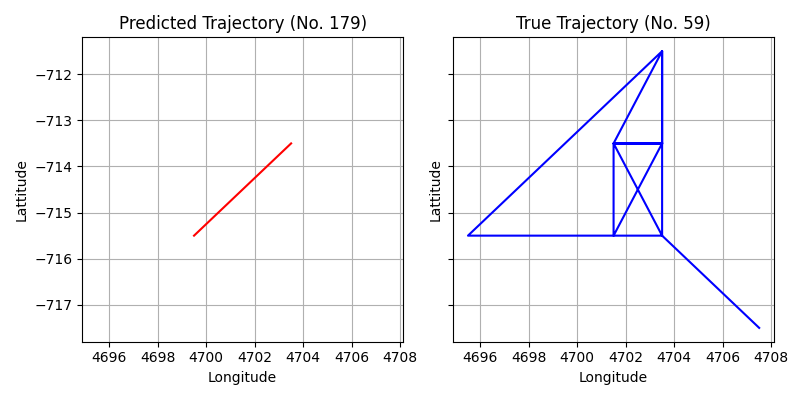 Predicted Trajectory (No. 179)
True Trajectory (No. 59)
−712
−713
−714
−715
−716
−717
Lattitude
Lattitude
4696 4698 4700 4702 4704 4706 4708
4696 4698 4700 4702 4704 4706 4708
Longitude
Longitude